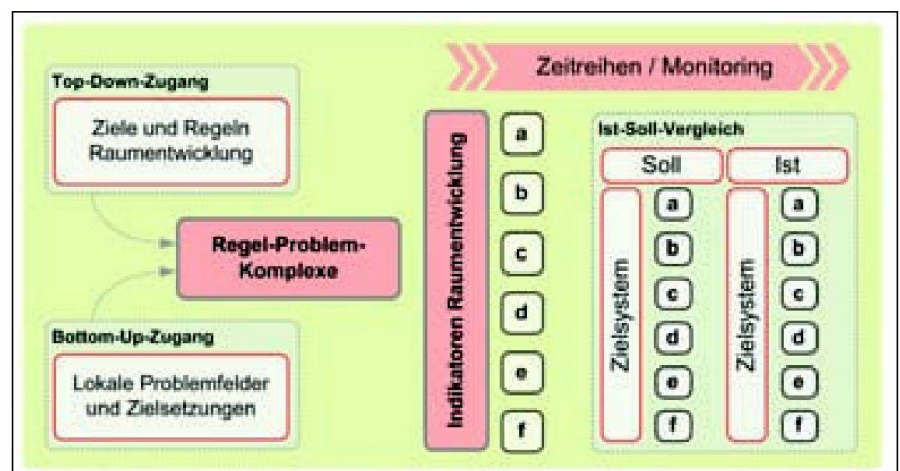 Zeitreihen / Monitoring
Top-Down-Zugang
Ziele und Regeln
Raumentwicklung
Regel-Problem-
Komplexe
Bottom-Up-Zugang
Lokale Problemfelder
und Zielsetzungen
Indikatoren Raumentwicklung
a
b
c
d
e
f
Ist-Soll-Vergleich
Soll
Zielsystem
a
b
c
d
e
f
Ist
Zielsystem
a
b
c
d
e
f